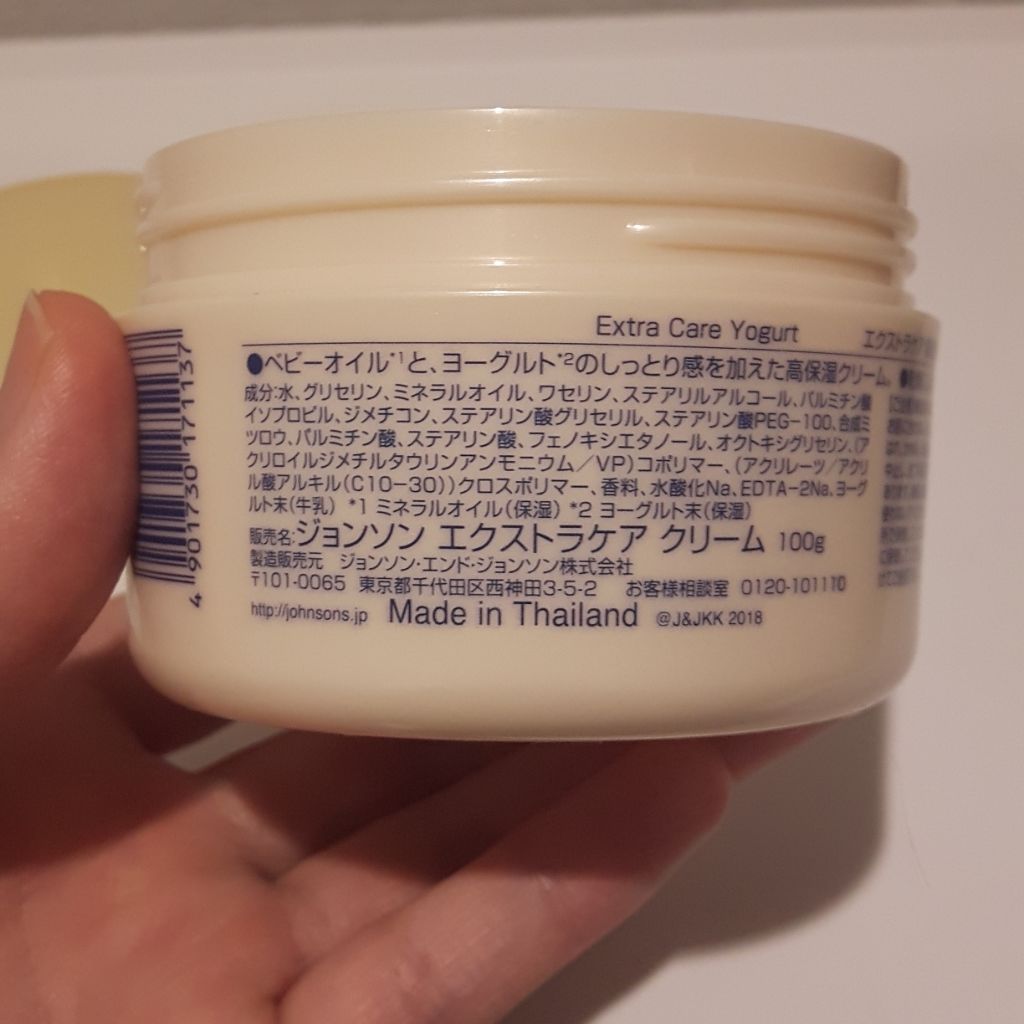 Extra Care Yogurt
エクストラケア
●ベビーオイル*1と、ヨーグルト*2のしっとり感を加えた高保湿クリーム。●
成分:水、グリセリン、ミネラルオイル、ワセリン、ステアリルアルコール、パルミチン酸
イソプロピル、ジメチコン、ステアリン酸グリセリル、ステアリン酸PEG-100、合成ミ
ツロウ、パルミチン酸、ステアリン酸、フェノキシエタノール、オクトキシグリセリン、(ア
クリロイルジメチルタウリンアンモニウム/VP)コポリマー、(アクリレーツ/アクリ
ル酸アルキル(C10-30))クロスポリマー、香料、水酸化Na、EDTA-2Na、ヨーグ
ルト末(牛乳) *1 ミネラルオイル(保湿) *2 ヨーグルト末(保湿)
販売名:ジョンソン エクストラケア クリーム 100g
製造販売元 ジョンソン・エンド・ジョンソン株式会社
〒101-0065 東京都千代田区西神田3-5-2 お客様相談室 0120-101110
http://johnsons.jp Made in Thailand @J&JKK 2018
4 901730 171137